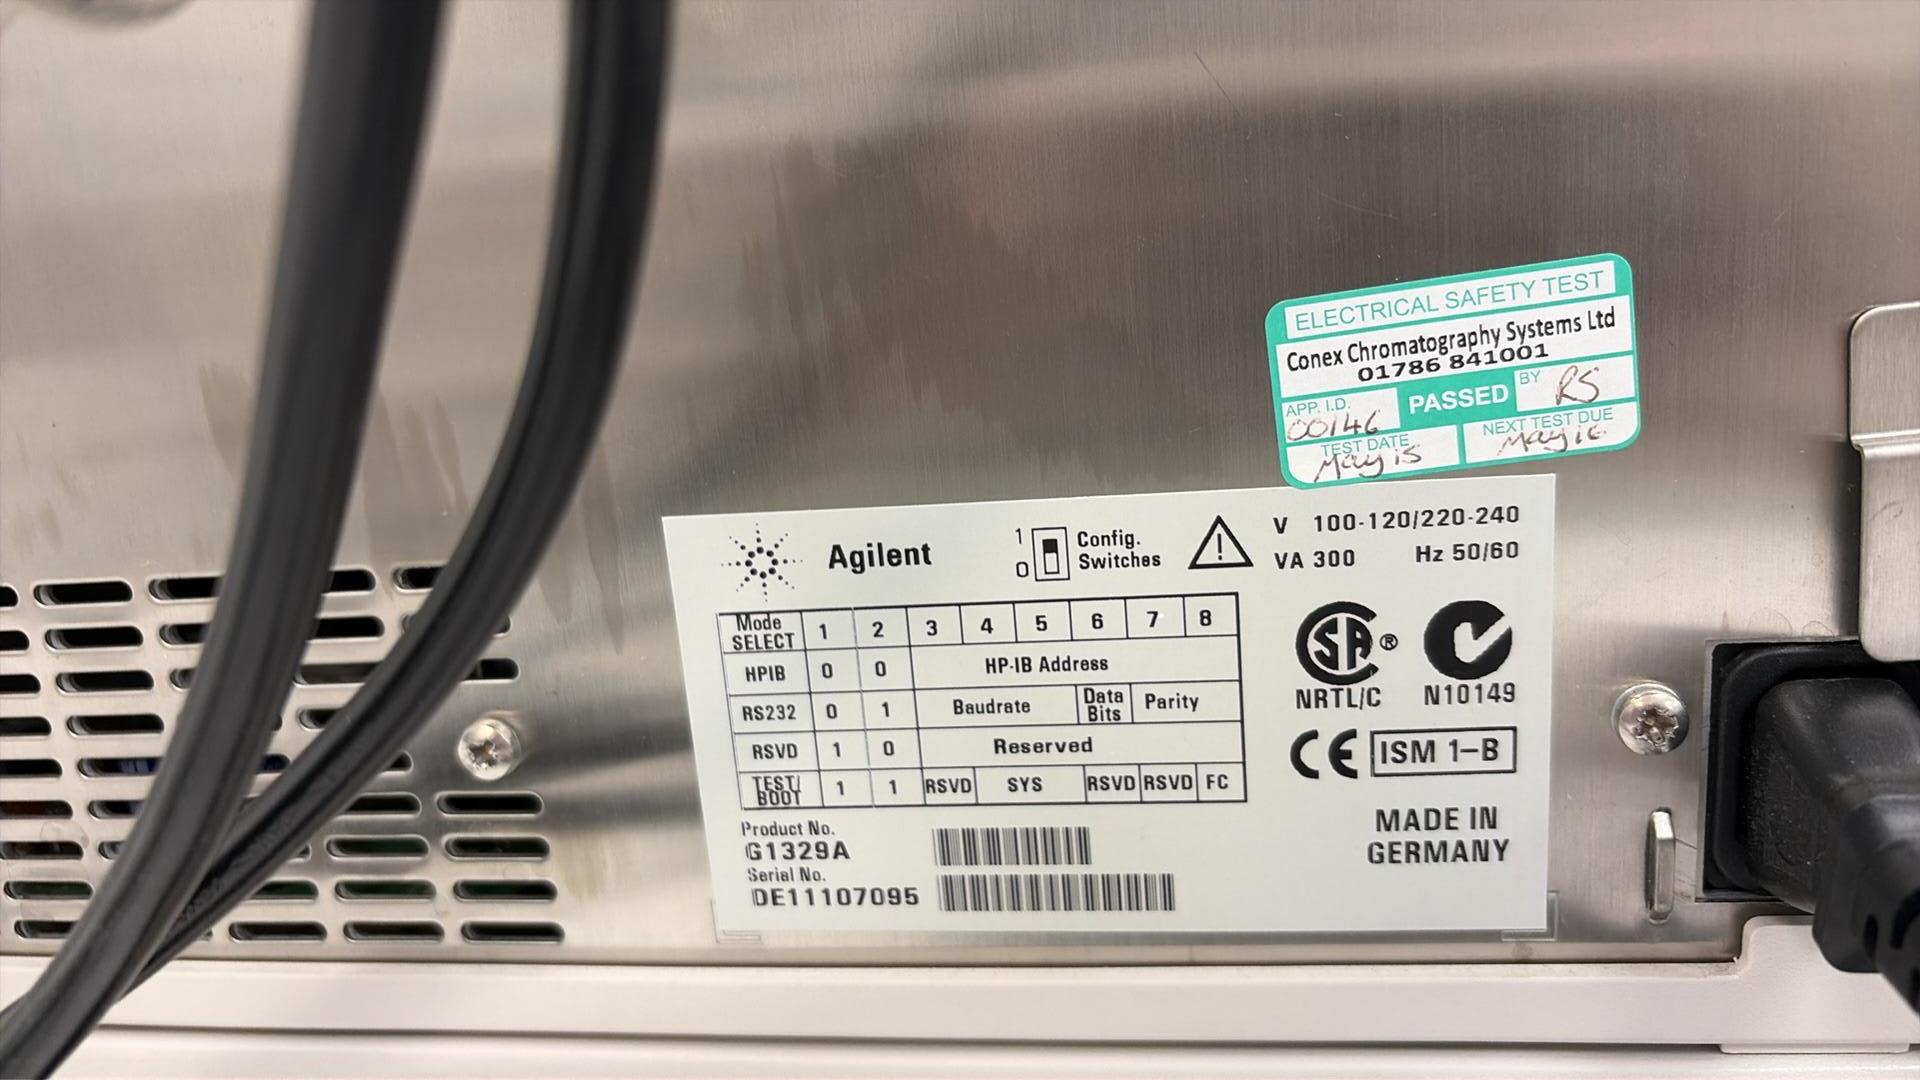 ELECTRICAL SAFETY TEST
Conex Chromatography Systems Ltd
01786 841001
APP. I.D. 00146
PASSED
BY RS
TEST DATE May 15
NEXT TEST DUE May 16
Agilent
1
0
Config.
Switches
V 100-120/220-240
VA 300 Hz 50/60
Mode SELECT 1 2 3 4 5 6 7 8
HPIB 0 0 HP-IB Address
RS232 0 1 Baudrate Data Bits Parity
RSVD 1 0 Reserved
TEST/BOOT 1 1 RSVD SYS RSVD RSVD FC
SA ®
NRTL/C
N10149
CE ISM 1-B
MADE IN
GERMANY
Product No.
G1329A
Serial No.
DE11107095